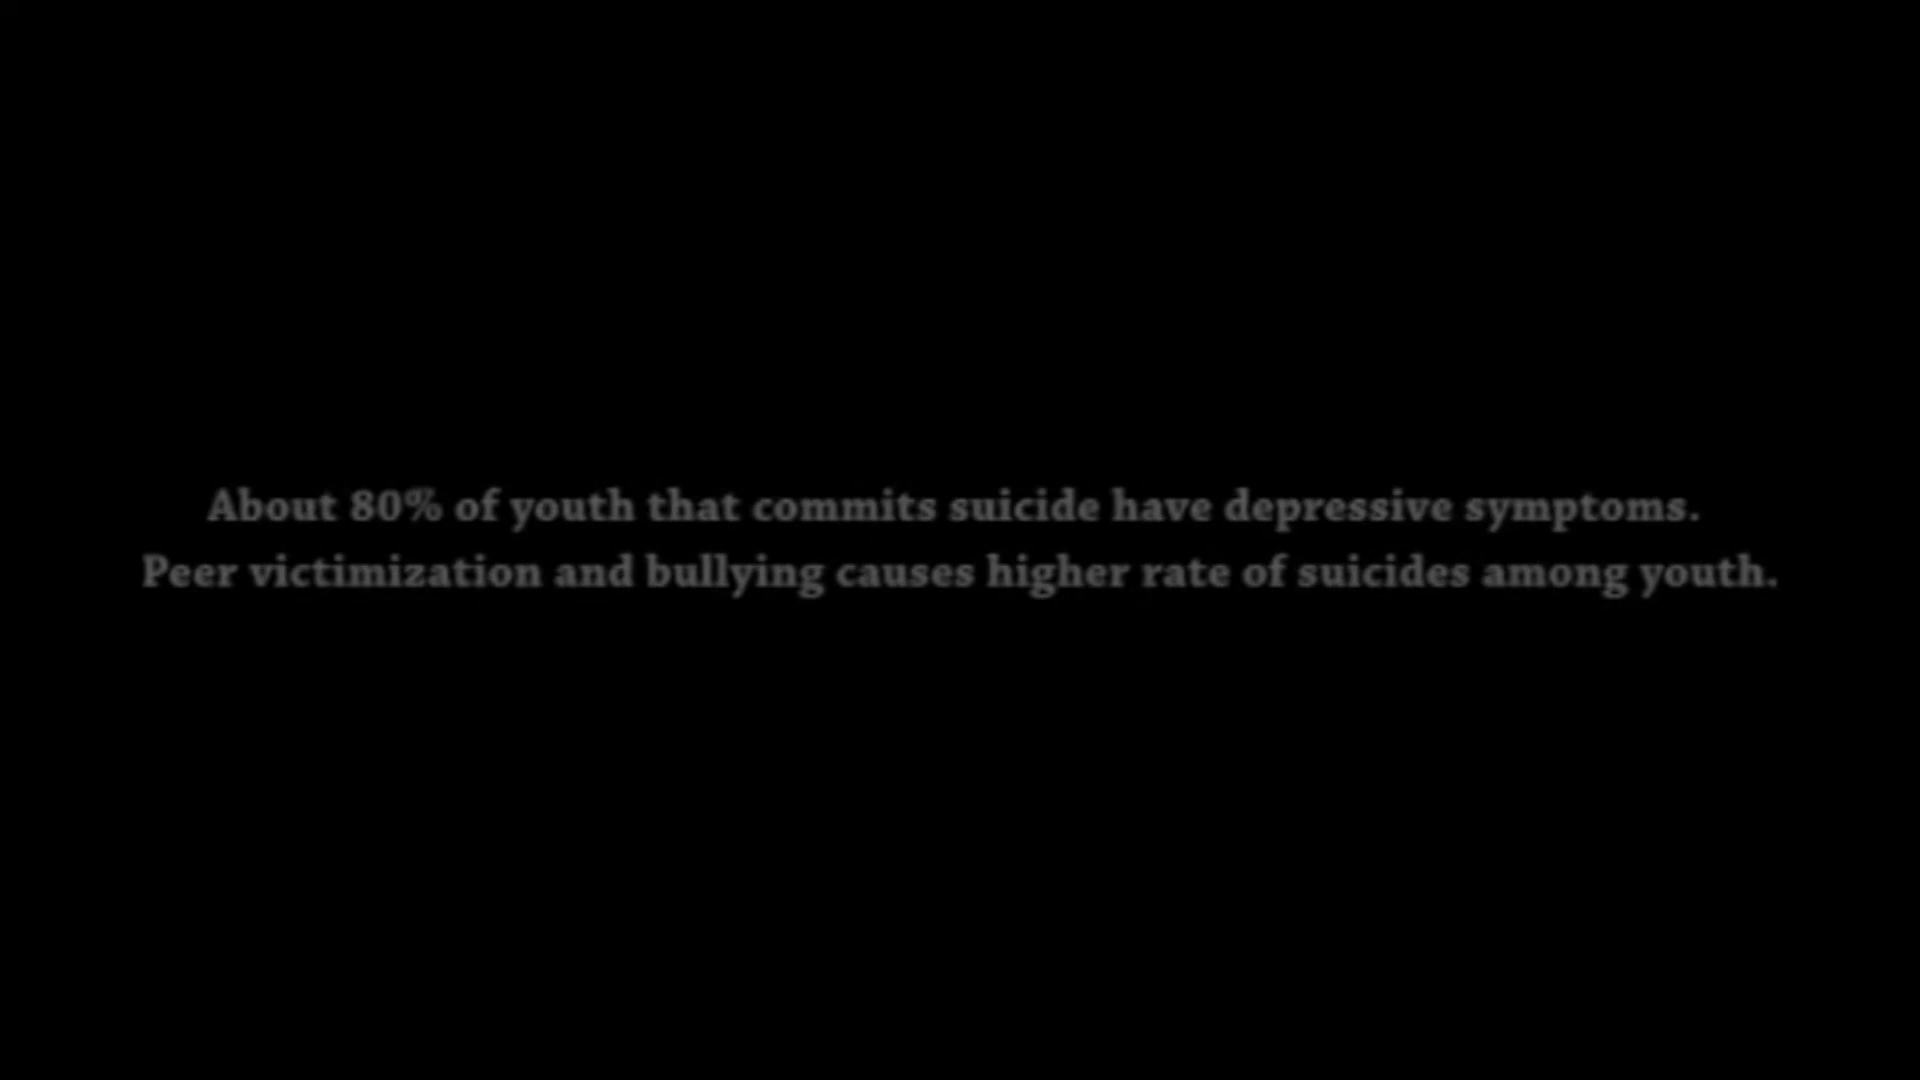 About 80% of youth that commits suicide have depressive symptoms.
Peer victimization and bullying causes higher rate of suicides among youth.